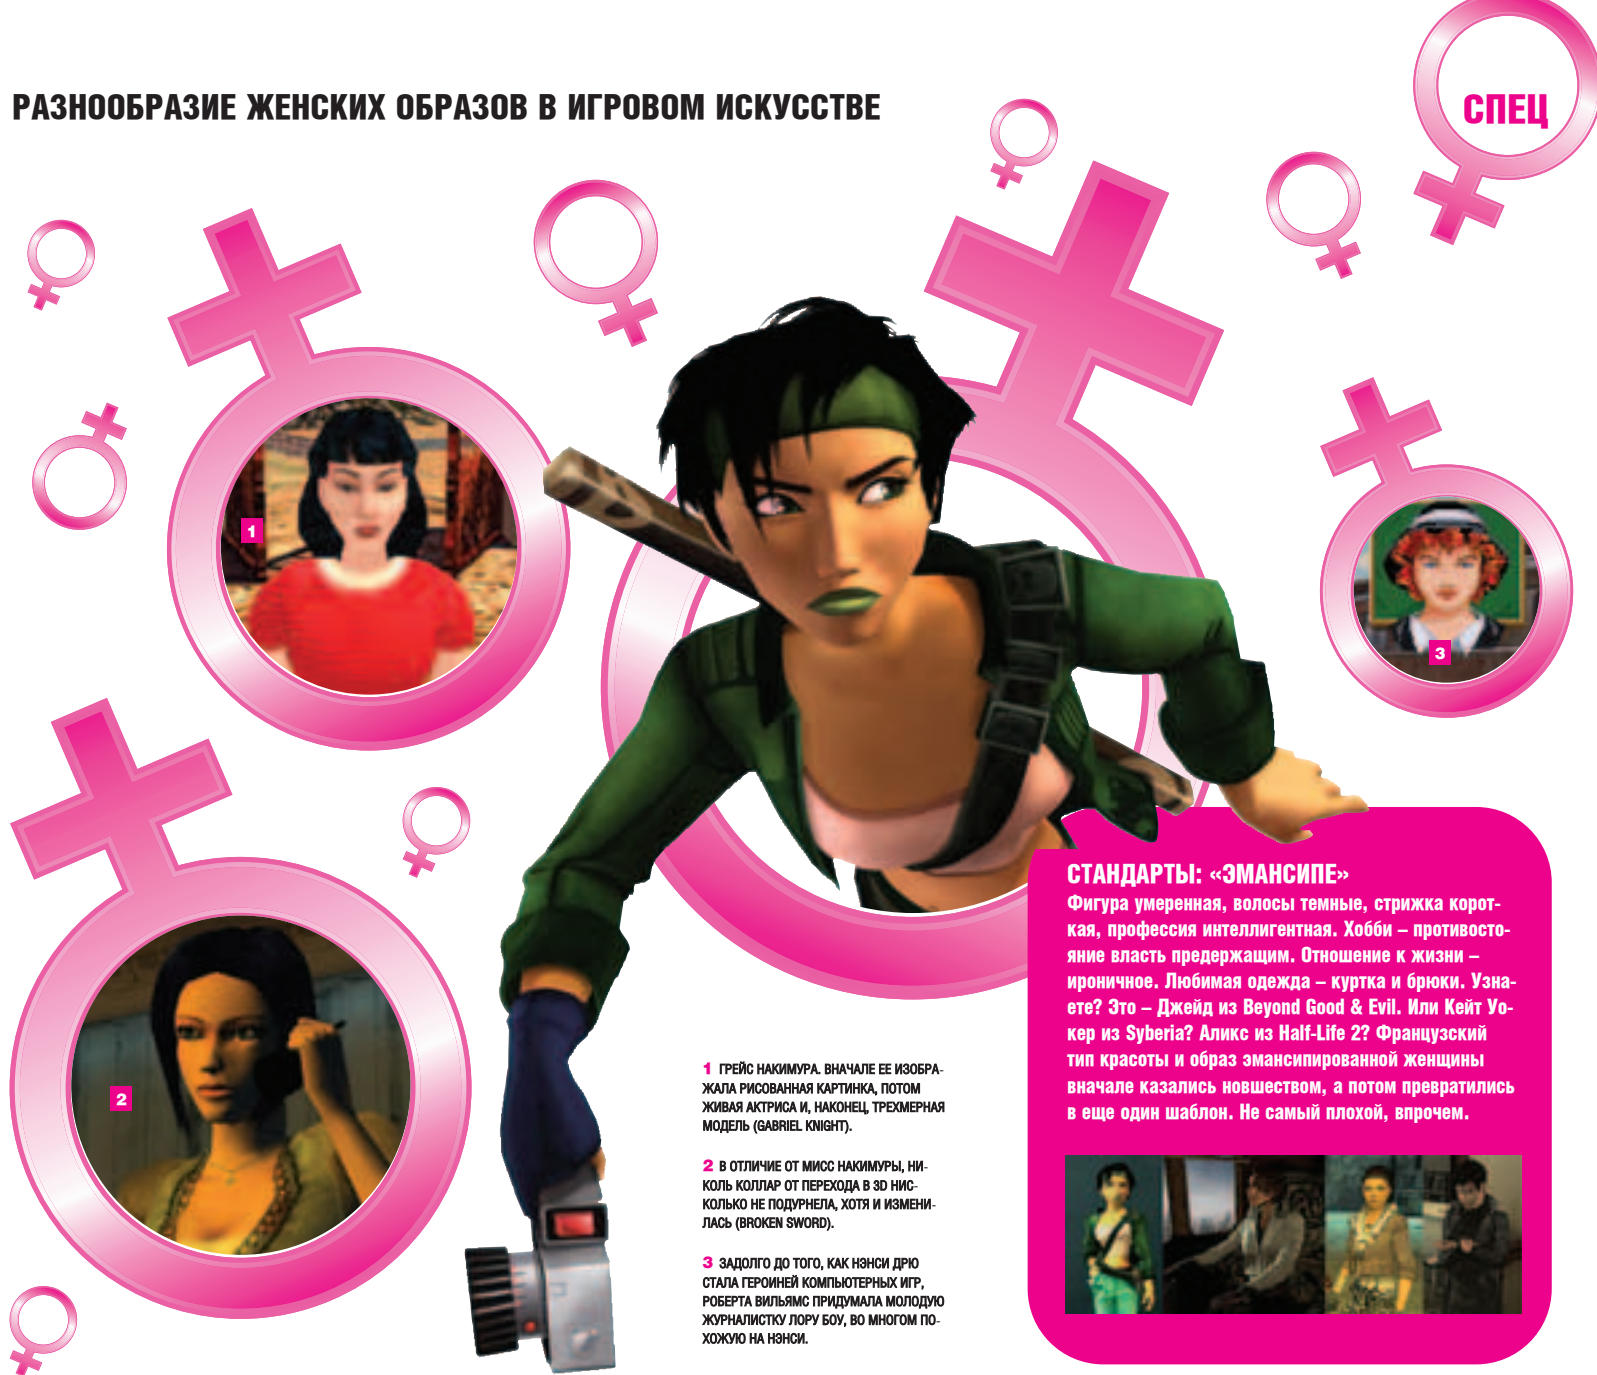 РАЗНООБРАЗИЕ ЖЕНСКИХ ОБРАЗОВ В ИГРОВОМ ИСКУССТВЕ
СПЕЦ
1
3
2
1 ГРЕЙС НАКИМУРА. ВНАЧАЛЕ ЕЕ ИЗОБРА-
ЖАЛА РИСОВАННАЯ КАРТИНКА, ПОТОМ
ЖИВАЯ АКТРИСА И, НАКОНЕЦ, ТРЕХМЕРНАЯ
МОДЕЛЬ (GABRIEL KNIGHT).
2 В ОТЛИЧИЕ ОТ МИСС НАКИМУРЫ, НИ-
КОЛЬ КОЛЛАР ОТ ПЕРЕХОДА В 3D НИС-
КОЛЬКО НЕ ПОДУРНЕЛА, ХОТЯ И ИЗМЕНИ-
ЛАСЬ (BROKEN SWORD).
3 ЗАДОЛГО ДО ТОГО, КАК НЭНСИ ДРЮ
СТАЛА ГЕРОИНЕЙ КОМПЬЮТЕРНЫХ ИГР,
РОБЕРТА ВИЛЬЯМС ПРИДУМАЛА МОЛОДУЮ
ЖУРНАЛИСТКУ ЛОРУ БОУ, ВО МНОГОМ ПО-
ХОЖУЮ НА НЭНСИ.
СТАНДАРТЫ: «ЭМАНСИПЕ»
Фигура умеренная, волосы темные, стрижка корот-
кая, профессия интеллигентная. Хобби – противосто-
яние власть предержащим. Отношение к жизни –
ироничное. Любимая одежда – куртка и брюки. Узна-
ете? Это – Джейд из Beyond Good & Evil. Или Кейт Уо-
кер из Syberia? Аликс из Half-Life 2? Французский
тип красоты и образ эмансипированной женщины
вначале казались новшеством, а потом превратились
в еще один шаблон. Не самый плохой, впрочем.